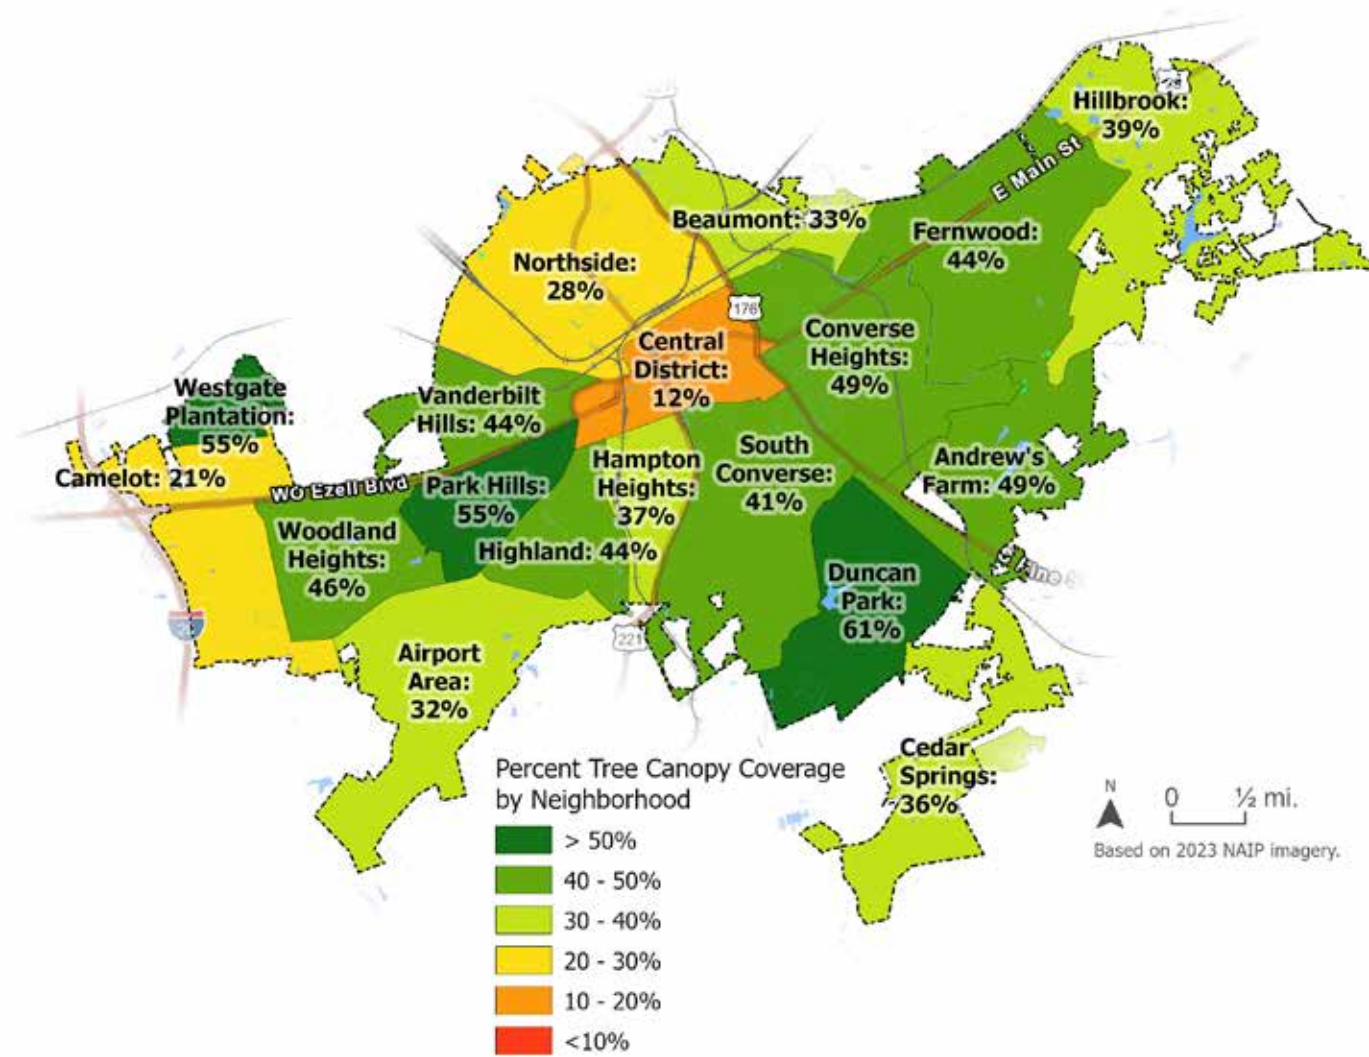 Hillbrook:
39%
E Main St
Beaumont: 33%
Fernwood:
44%
Northside:
28%
176
Converse
Heights:
49%
Central
District:
12%
Westgate
Plantation:
55%
Vanderbilt
Hills: 44%
Camelot: 21%
WO Ezell Blvd
Park Hills:
55%
Hampton
Heights:
37%
South
Converse:
41%
Andrew's
Farm: 49%
Woodland
Heights:
46%
Highland: 44%
Duncan
Park:
61%
221
Airport
Area:
32%
Cedar
Springs:
36%
Percent Tree Canopy Coverage
by Neighborhood
> 50%
40 - 50%
30 - 40%
20 - 30%
10 - 20%
<10%
N
0 ½ mi.
Based on 2023 NAIP imagery.